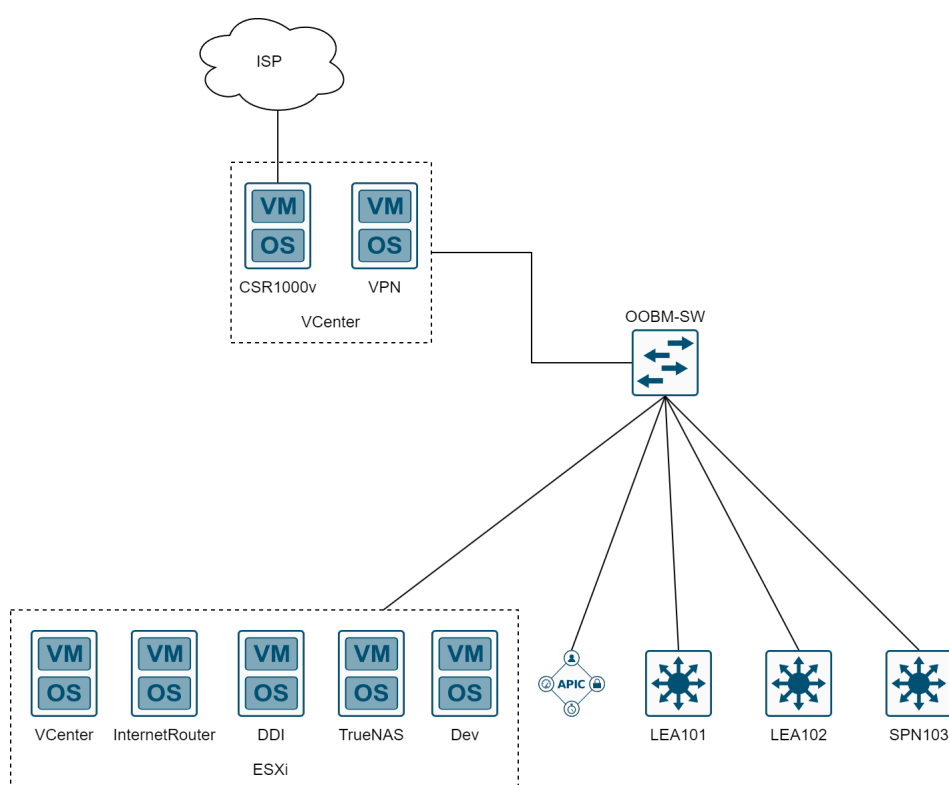 ISP
VM VM
OS OS
CSR1000v VPN
VCenter
OOBM-SW
VM VM VM VM VM
OS OS OS OS OS
APIC
VCenter InternetRouter DDI TrueNAS Dev LEA101 LEA102 SPN103
ESXi